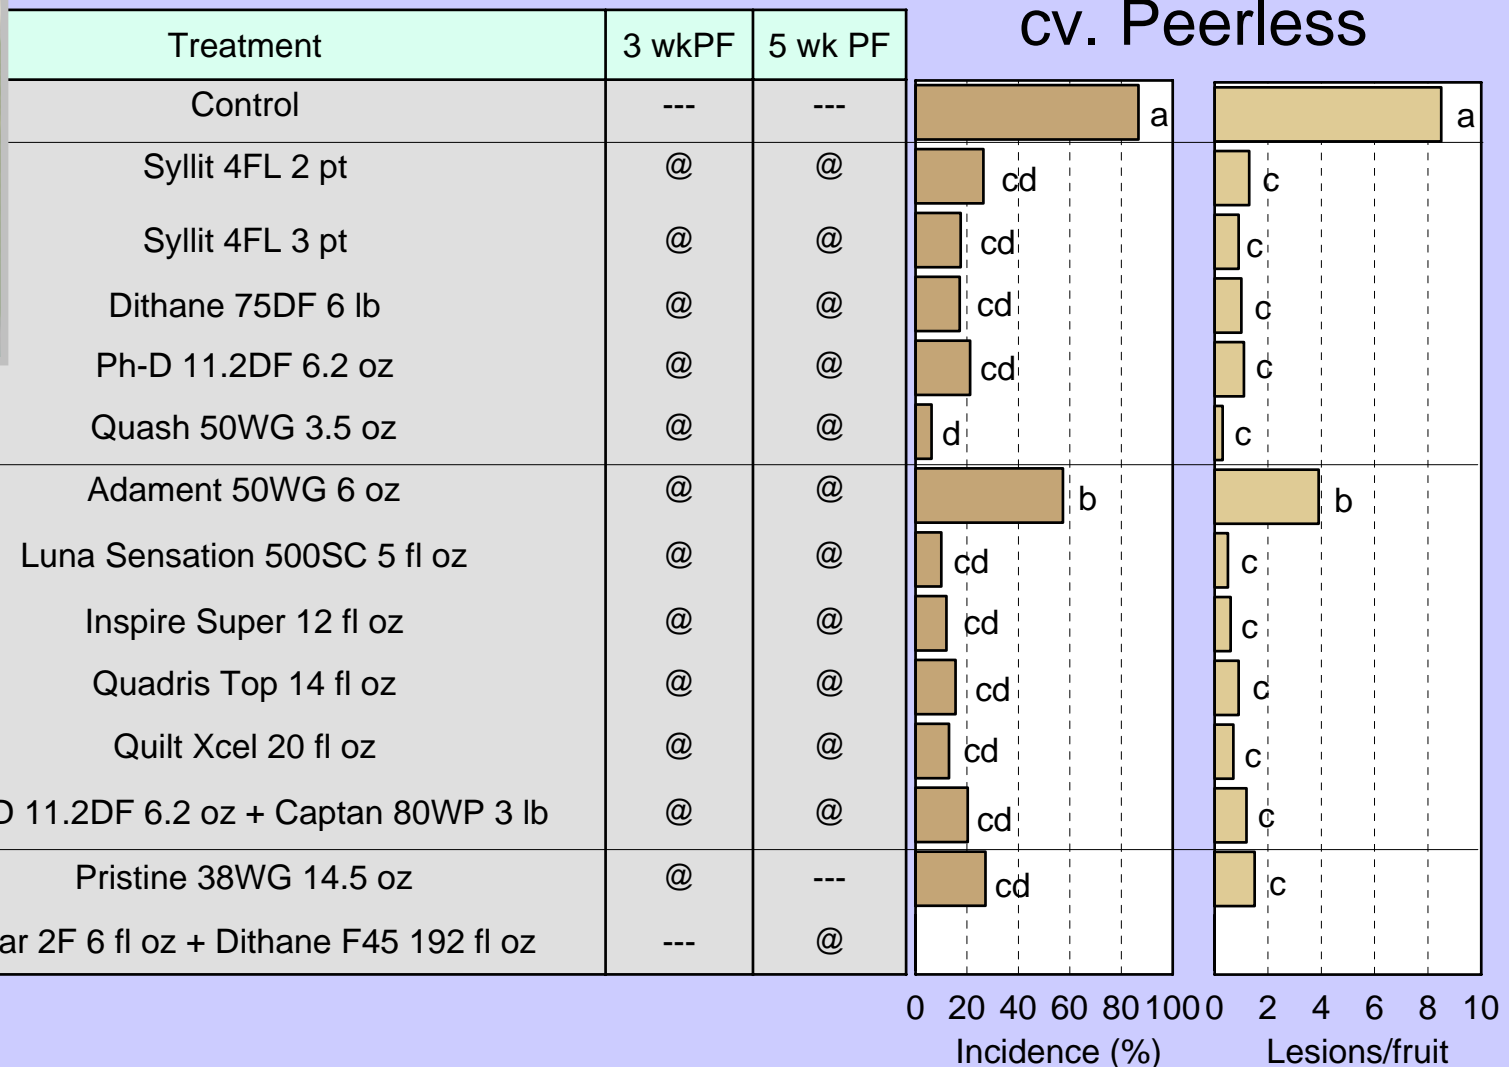 cv. Peerless
Treatment 3 wkPF 5 wk PF
Control --- --- a a
Syllit 4FL 2 pt @ @ cd c
Syllit 4FL 3 pt @ @ cd c
Dithane 75DF 6 lb @ @ cd c
Ph-D 11.2DF 6.2 oz @ @ cd c
Quash 50WG 3.5 oz @ @ d c
Adament 50WG 6 oz @ @ b b
Luna Sensation 500SC 5 fl oz @ @ cd c
Inspire Super 12 fl oz @ @ cd c
Quadris Top 14 fl oz @ @ cd c
Quilt Xcel 20 fl oz @ @ cd c
D 11.2DF 6.2 oz + Captan 80WP 3 lb @ @ cd c
Pristine 38WG 14.5 oz @ --- cd c
ar 2F 6 fl oz + Dithane F45 192 fl oz --- @
0 20 40 60 80 100 0 2 4 6 8 10
Incidence (%) Lesions/fruit